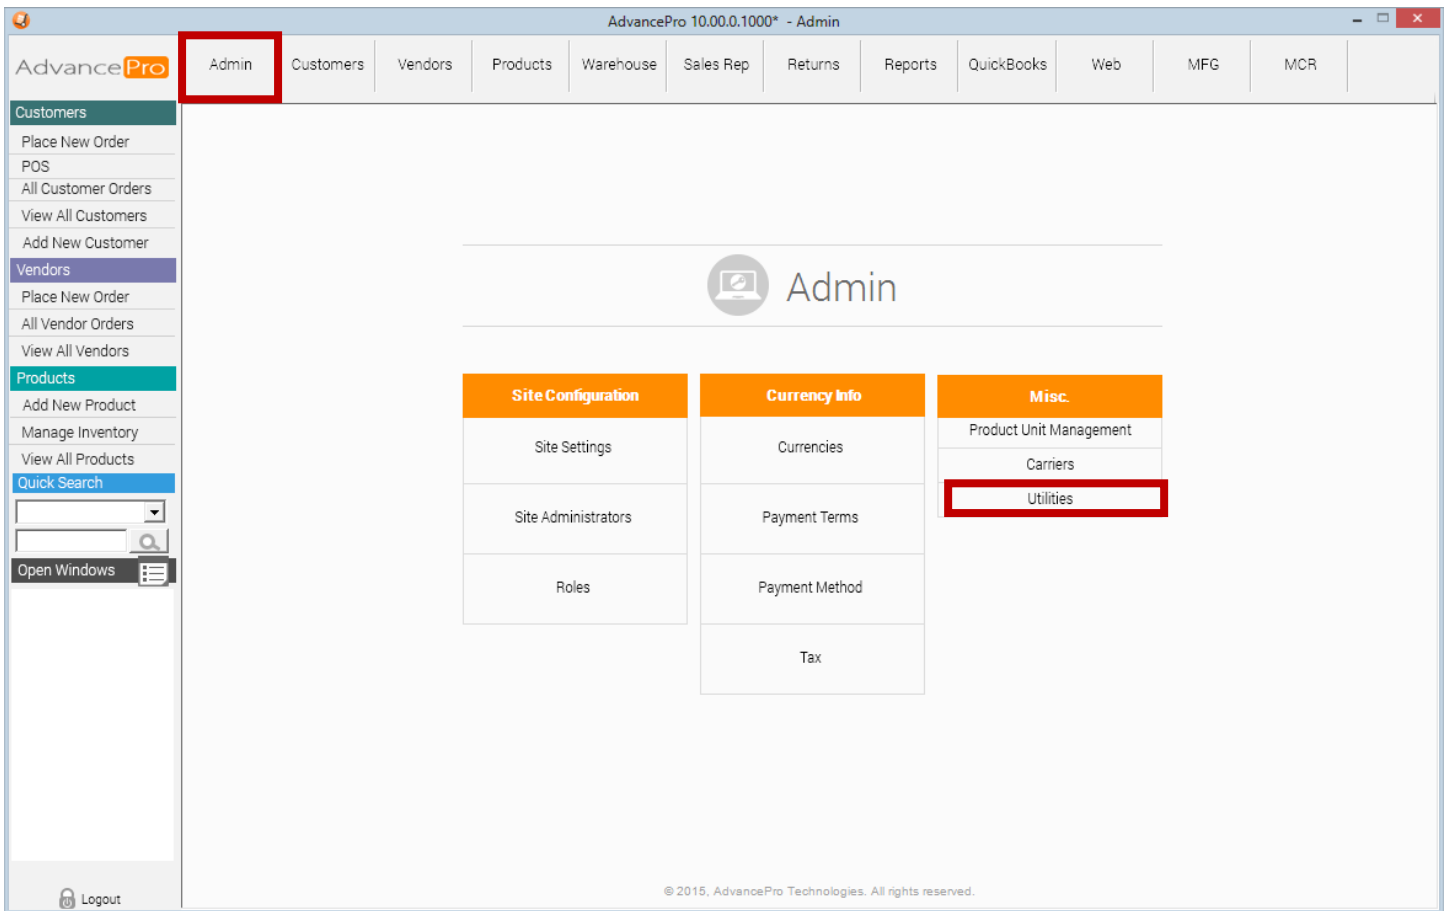 AdvancePro 10.00.0.1000* - Admin
AdvancePro
Admin
Customers
Vendors
Products
Warehouse
Sales Rep
Returns
Reports
QuickBooks
Web
MFG
MCR
Customers
Place New Order
POS
All Customer Orders
View All Customers
Add New Customer
Vendors
Place New Order
All Vendor Orders
View All Vendors
Products
Add New Product
Manage Inventory
View All Products
Quick Search
Open Windows
Logout
Admin
Site Configuration
Site Settings
Site Administrators
Roles
Currency Info
Currencies
Payment Terms
Payment Method
Tax
Misc.
Product Unit Management
Carriers
Utilities
© 2015, AdvancePro Technologies. All rights reserved.